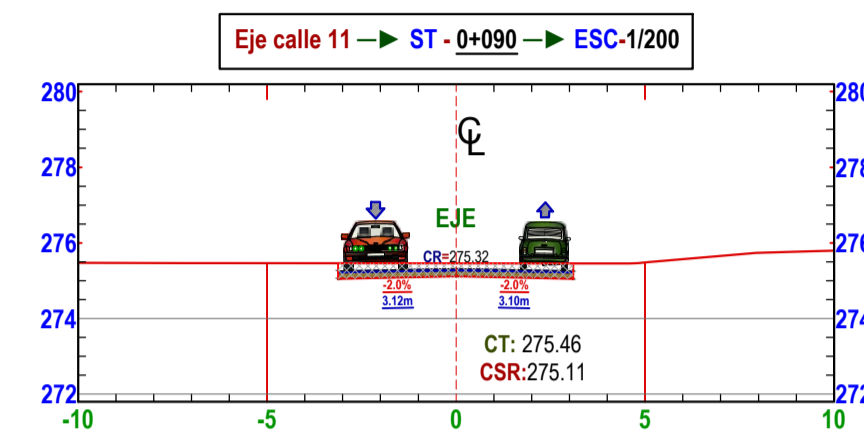 Eje calle 11 ST - 0+090 ESC-1/200
280 280
278 278
℄
276 EJE 276
CR=275.32
-2.0% -2.0%
3.12m 3.10m
274 274
CT: 275.46
CSR:275.11
272 272
-10 -5 0 5 10